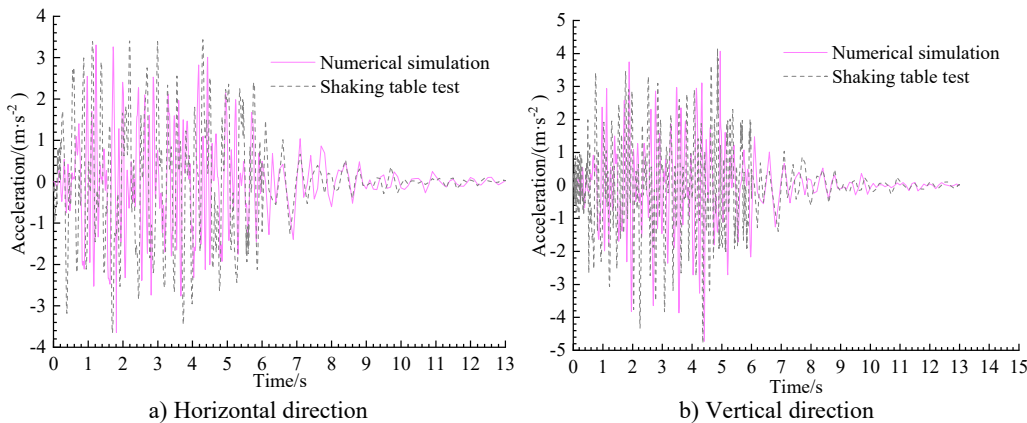 4
3
2
1
0
-1
-2
-3
-4
Acceleration/(m·s-2)
Numerical simulation
Shaking table test
0 1 2 3 4 5 6 7 8 9 10 11 12 13
Time/s
a) Horizontal direction
5
4
3
2
1
0
-1
-2
-3
-4
-5
Acceleration/(m·s-2)
Numerical simulation
Shaking table test
0 1 2 3 4 5 6 7 8 9 10 11 12 13 14 15
Time/s
b) Vertical direction